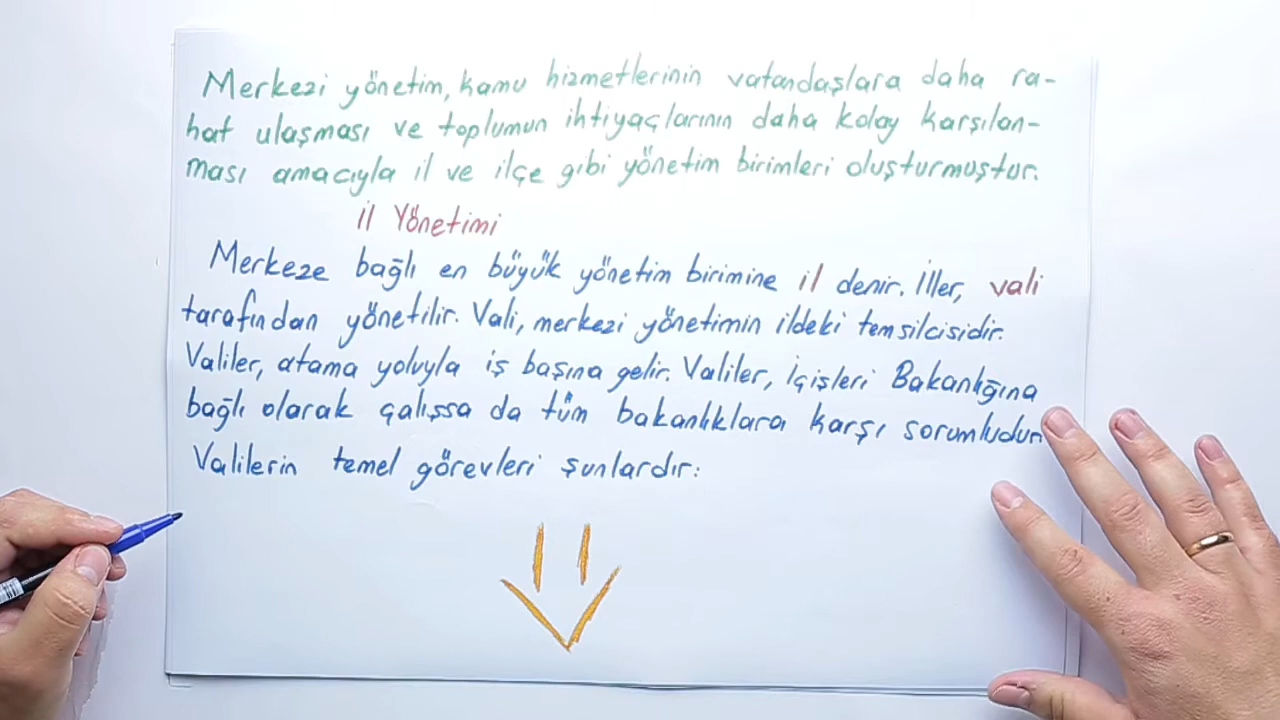 Merkezi yönetim, kamu hizmetlerinin vatandaşlara daha ra-
hat ulaşması ve toplumun ihtiyaçlarının daha kolay karşılan-
ması amacıyla il ve ilçe gibi yönetim birimleri oluşturmuştur.
İl Yönetimi
Merkeze bağlı en büyük yönetim birimine il denir. İller, vali
tarafından yönetilir. Vali, merkezi yönetimin ildeki temsilcisidir.
Valiler, atama yoluyla iş başına gelir. Valiler, İçişleri Bakanlığına
bağlı olarak çalışsa da tüm bakanlıklara karşı sorumludur
Valilerin temel görevleri şunlardır: